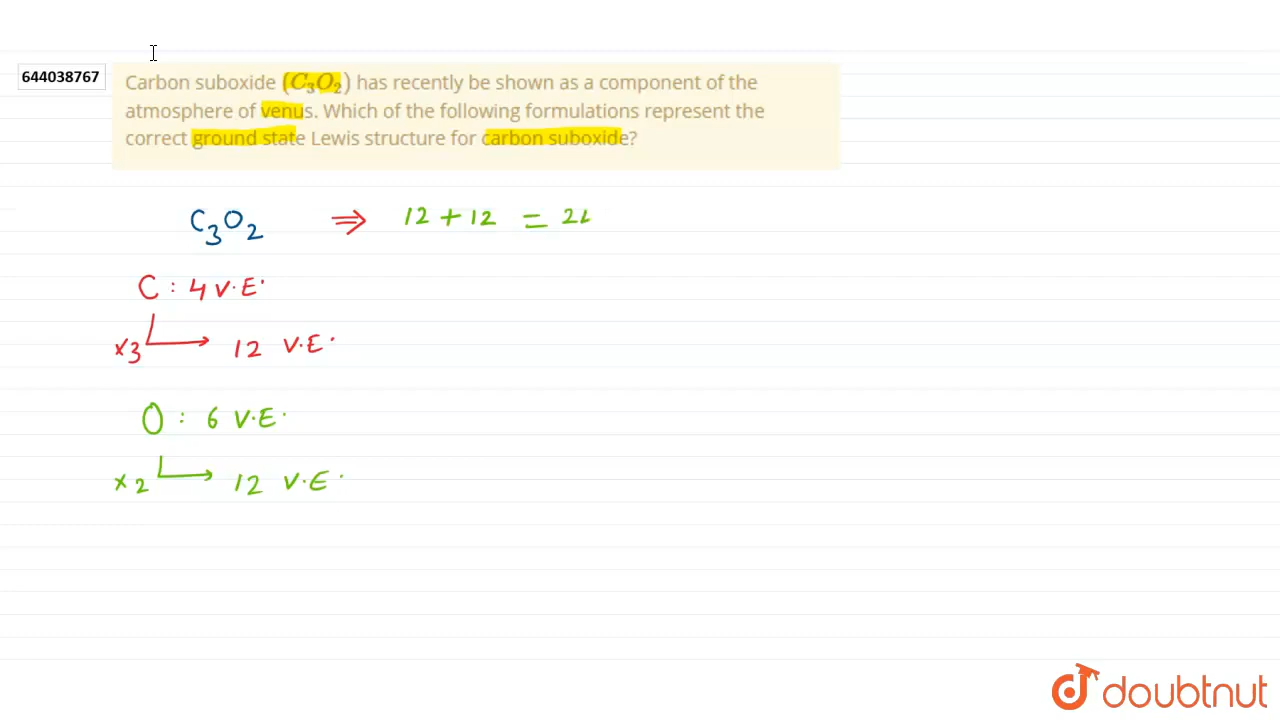 644038767
Carbon suboxide (C₃O₂) has recently be shown as a component of the
atmosphere of venus. Which of the following formulations represent the
correct ground state Lewis structure for carbon suboxide?
C₃O₂ ⇒ 12 + 12 = 2
C : 4 V.E.
x3 → 12 V.E.
O : 6 V.E.
x2 → 12 V.E.
doubtnut